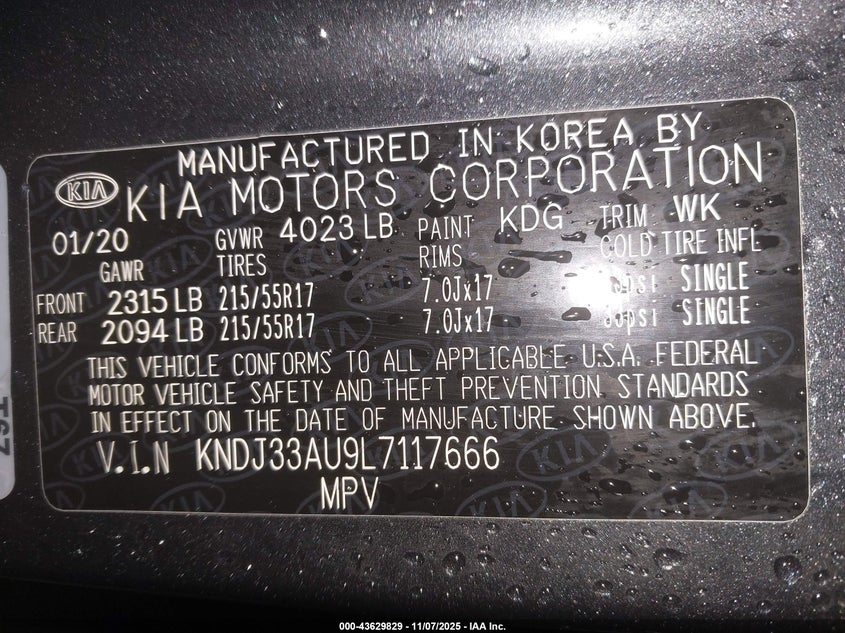 MANUFACTURED IN KOREA BY
KIA KIA MOTORS CORPORATION
01/20 GVWR 4023 LB PAINT KDG TRIM WK
GAWR TIRES RIMS COLD TIRE INFL
FRONT 2315 LB 215/55R17 7.0Jx17 psi SINGLE
REAR 2094 LB 215/55R17 7.0Jx17 psi SINGLE
THIS VEHICLE CONFORMS TO ALL APPLICABLE U.S.A. FEDERAL
MOTOR VEHICLE SAFETY AND THEFT PREVENTION STANDARDS
IN EFFECT ON THE DATE OF MANUFACTURE SHOWN ABOVE.
V.I.N KNDJ33AU9L7117666
MPV
000-43629829 - 11/07/2025 - IAA Inc.